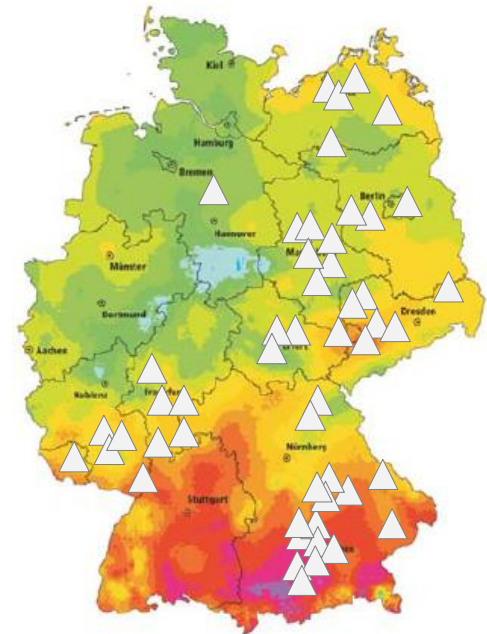 Kiel
Hamburg
Bremen
Berlin
Hannover
Münster
Dortmund
Dresden
Aachen
Koblenz
Nürnberg
Stuttgart